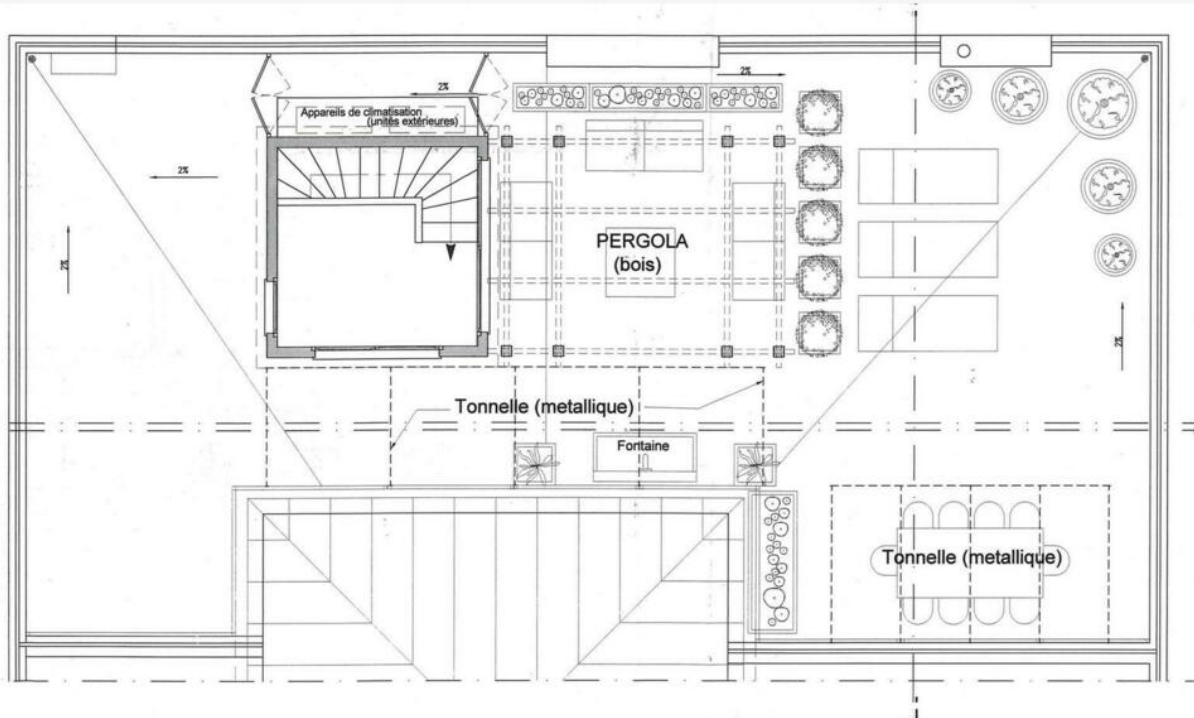 2%
2%
Appareils de climatisation
(unités extérieures)
2%
2%
PERGOLA
(bois)
2%
Tonnelle (metallique)
Fontaine
Tonnelle (metallique)